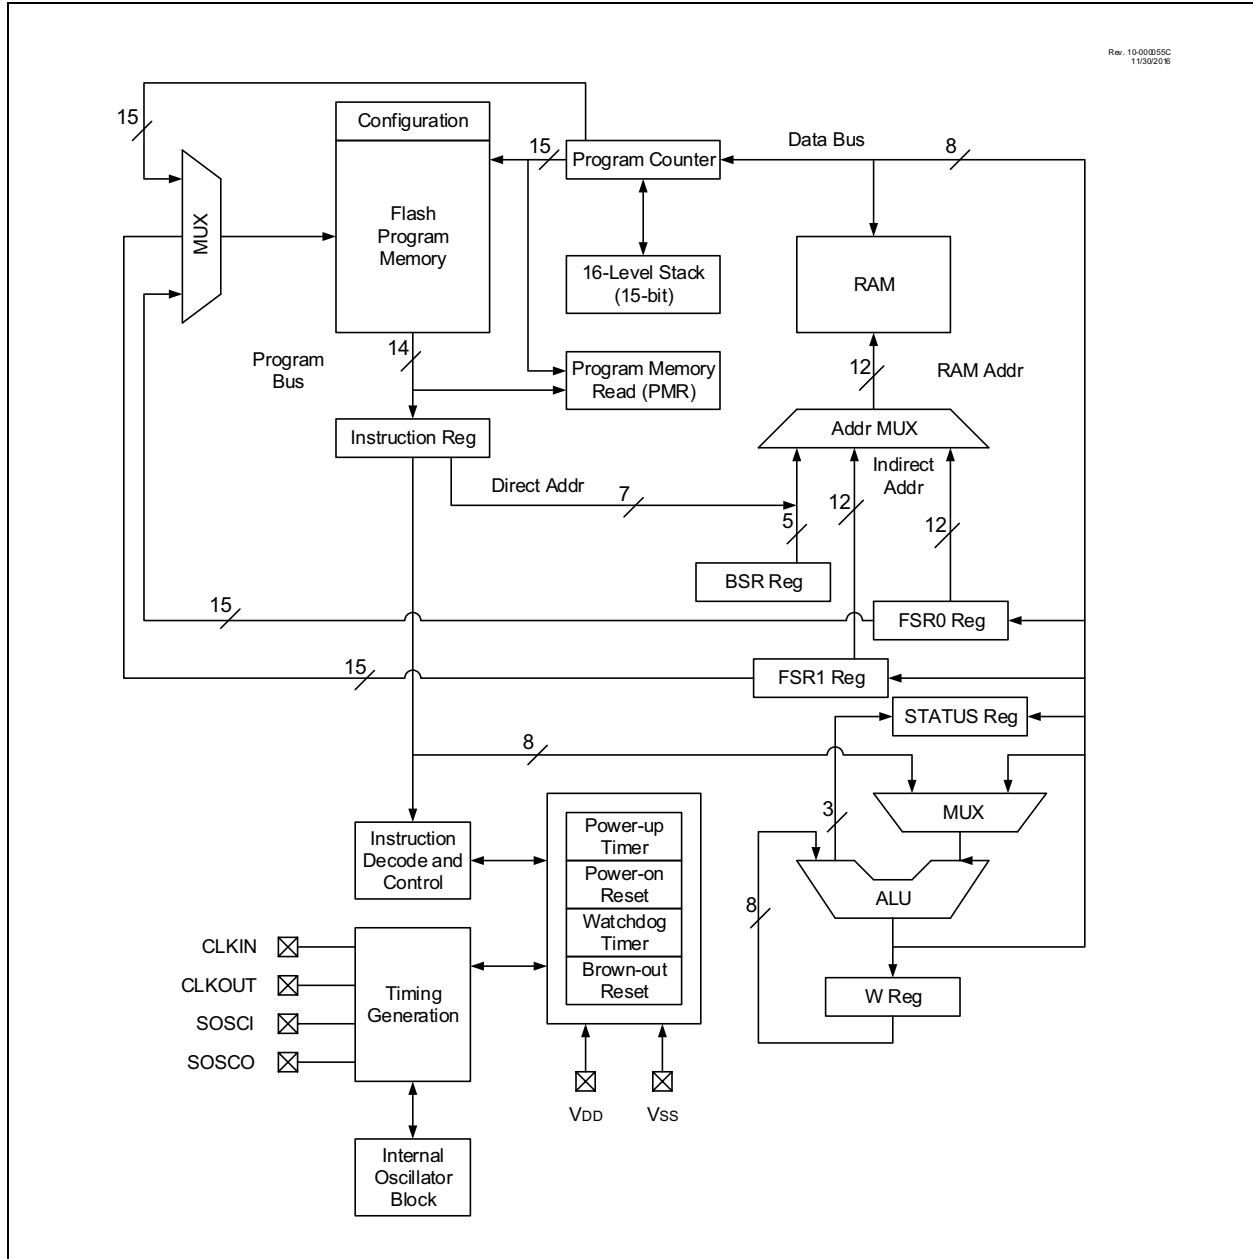 Rev. 10-000055C
11/30/2016
15
Configuration
15
Program Counter
Data Bus
8
MUX
Flash
Program
Memory
16-Level Stack
(15-bit)
RAM
14
Program
Bus
Program Memory
Read (PMR)
12
RAM Addr
Instruction Reg
Addr MUX
Direct Addr
7
Indirect
Addr
5
12
12
BSR Reg
15
FSR0 Reg
15
FSR1 Reg
STATUS Reg
8
3
MUX
Instruction
Decode and
Control
Power-up
Timer
Power-on
Reset
Watchdog
Timer
Brown-out
Reset
8
ALU
W Reg
CLKIN
CLKOUT
SOSCI
SOSCO
Timing
Generation
VDD
VSS
Internal
Oscillator
Block